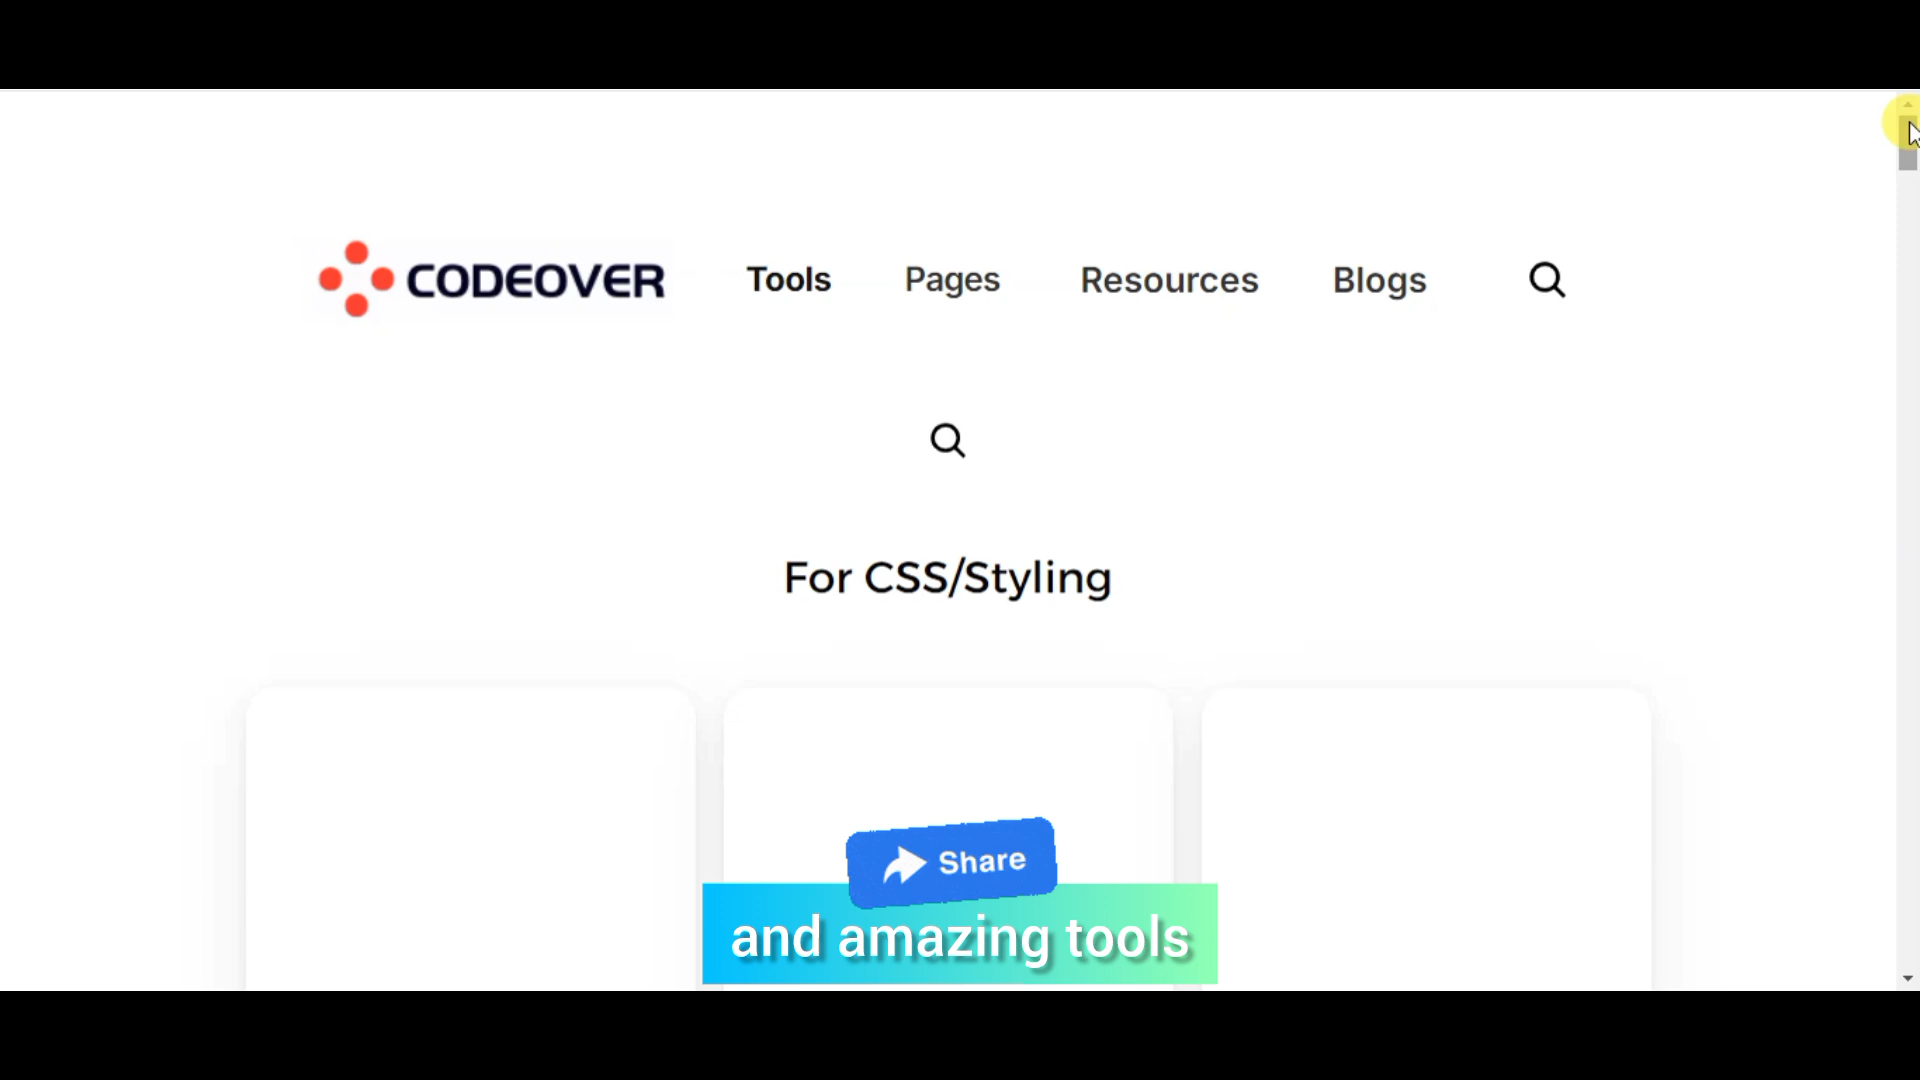 CODEOVER Tools Pages Resources Blogs
For CSS/Styling
Share
and amazing tools